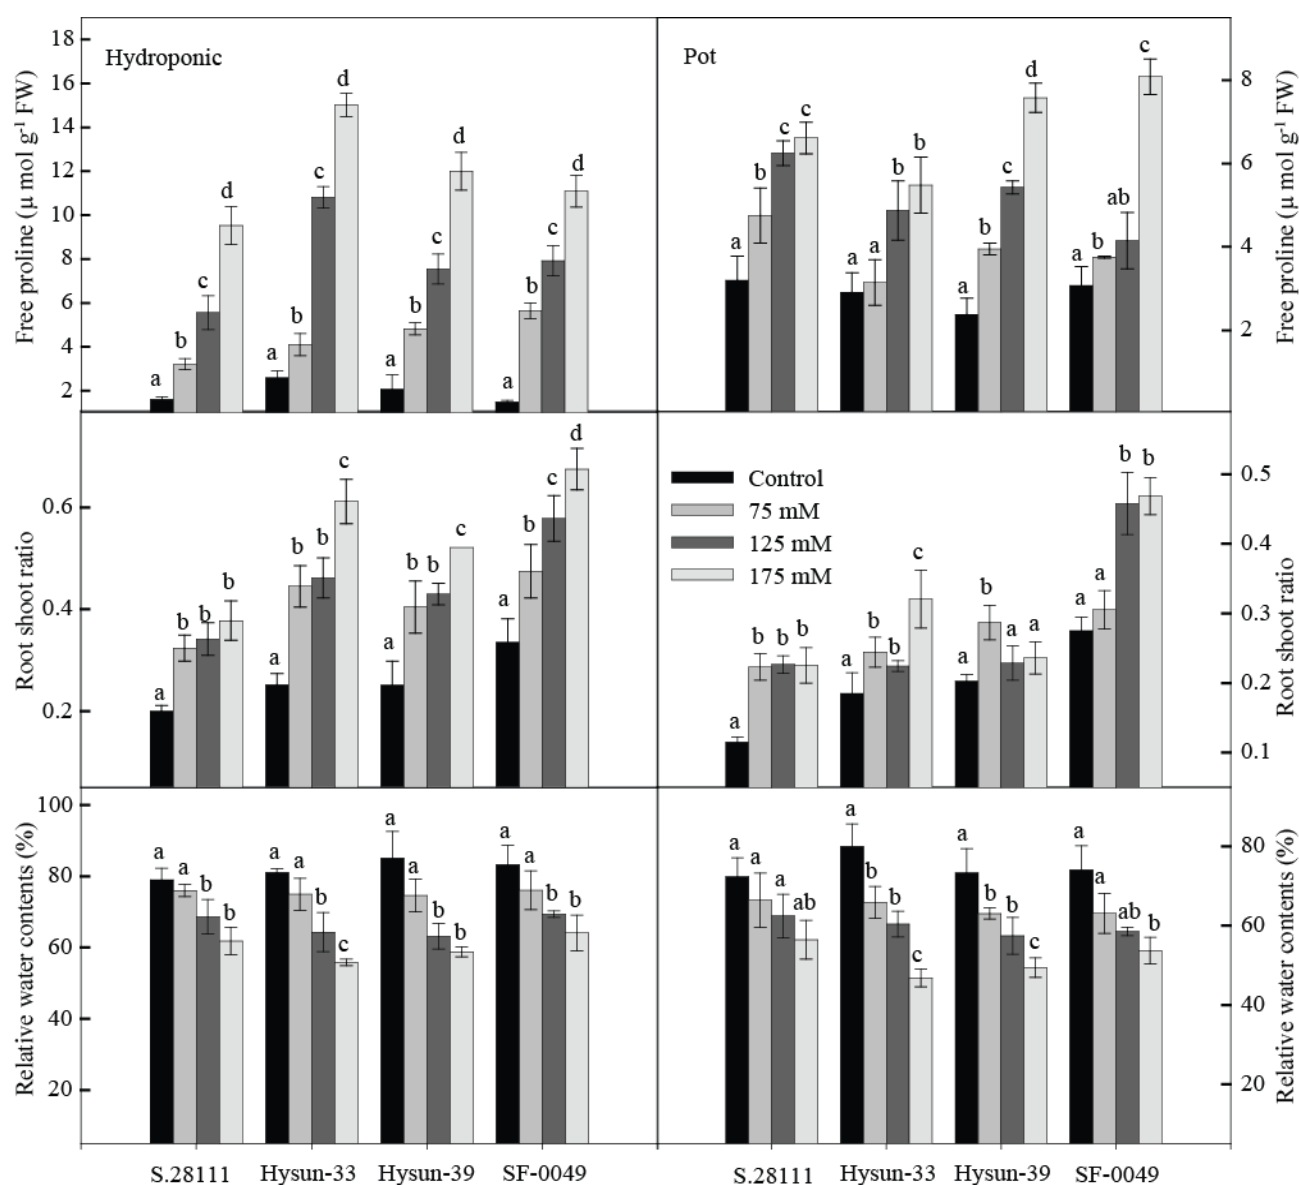 Hydroponic
Pot
Free proline (μ mol g⁻¹ FW)
18
16
14
12
10
8
6
4
2
a b c d
a b c d
a b c d
a b c d
a b c c
a a b b
a b c d
a b ab c
8
6
4
2
Free proline (μ mol g⁻¹ FW)
Root shoot ratio
0.6
0.4
0.2
a b b b
a b b c
a b b c
a b c d
Control
75 mM
125 mM
175 mM
a b b b
a b b c
a b a a
a a b b
0.5
0.4
0.3
0.2
0.1
Root shoot ratio
Relative water contents (%)
100
80
60
40
20
a a b b
a a b c
a a b b
a a b b
a a a ab
a b b c
a b b c
a a ab b
80
60
40
20
Relative water contents (%)
S.28111 Hysun-33 Hysun-39 SF-0049
S.28111 Hysun-33 Hysun-39 SF-0049